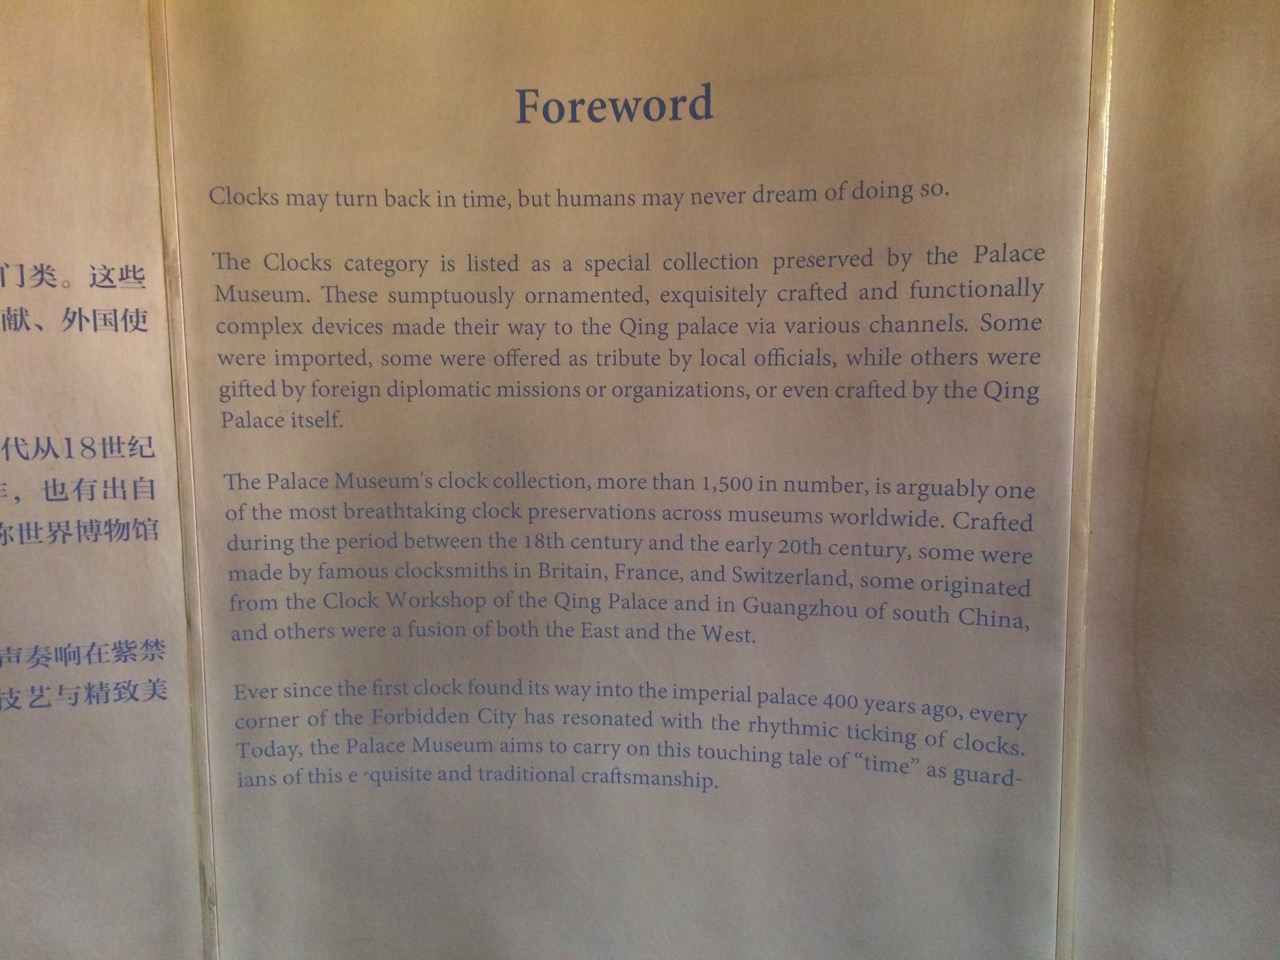 门类。这些
献、外国使
代从18世纪
，也有出自
你世界博物馆
声奏响在紫禁
技艺与精致美
Foreword
Clocks may turn back in time, but humans may never dream of doing so.
The Clocks category is listed as a special collection preserved by the Palace
Museum. These sumptuously ornamented, exquisitely crafted and functionally
complex devices made their way to the Qing palace via various channels. Some
were imported, some were offered as tribute by local officials, while others were
gifted by foreign diplomatic missions or organizations, or even crafted by the Qing
Palace itself.
The Palace Museum's clock collection, more than 1,500 in number, is arguably one
of the most breathtaking clock preservations across museums worldwide. Crafted
during the period between the 18th century and the early 20th century, some were
made by famous clocksmiths in Britain, France, and Switzerland, some originated
from the Clock Workshop of the Qing Palace and in Guangzhou of south China,
and others were a fusion of both the East and the West.
Ever since the first clock found its way into the imperial palace 400 years ago, every
corner of the Forbidden City has resonated with the rhythmic ticking of clocks.
Today, the Palace Museum aims to carry on this touching tale of “time” as guard-
ians of this e quisite and traditional craftsmanship.